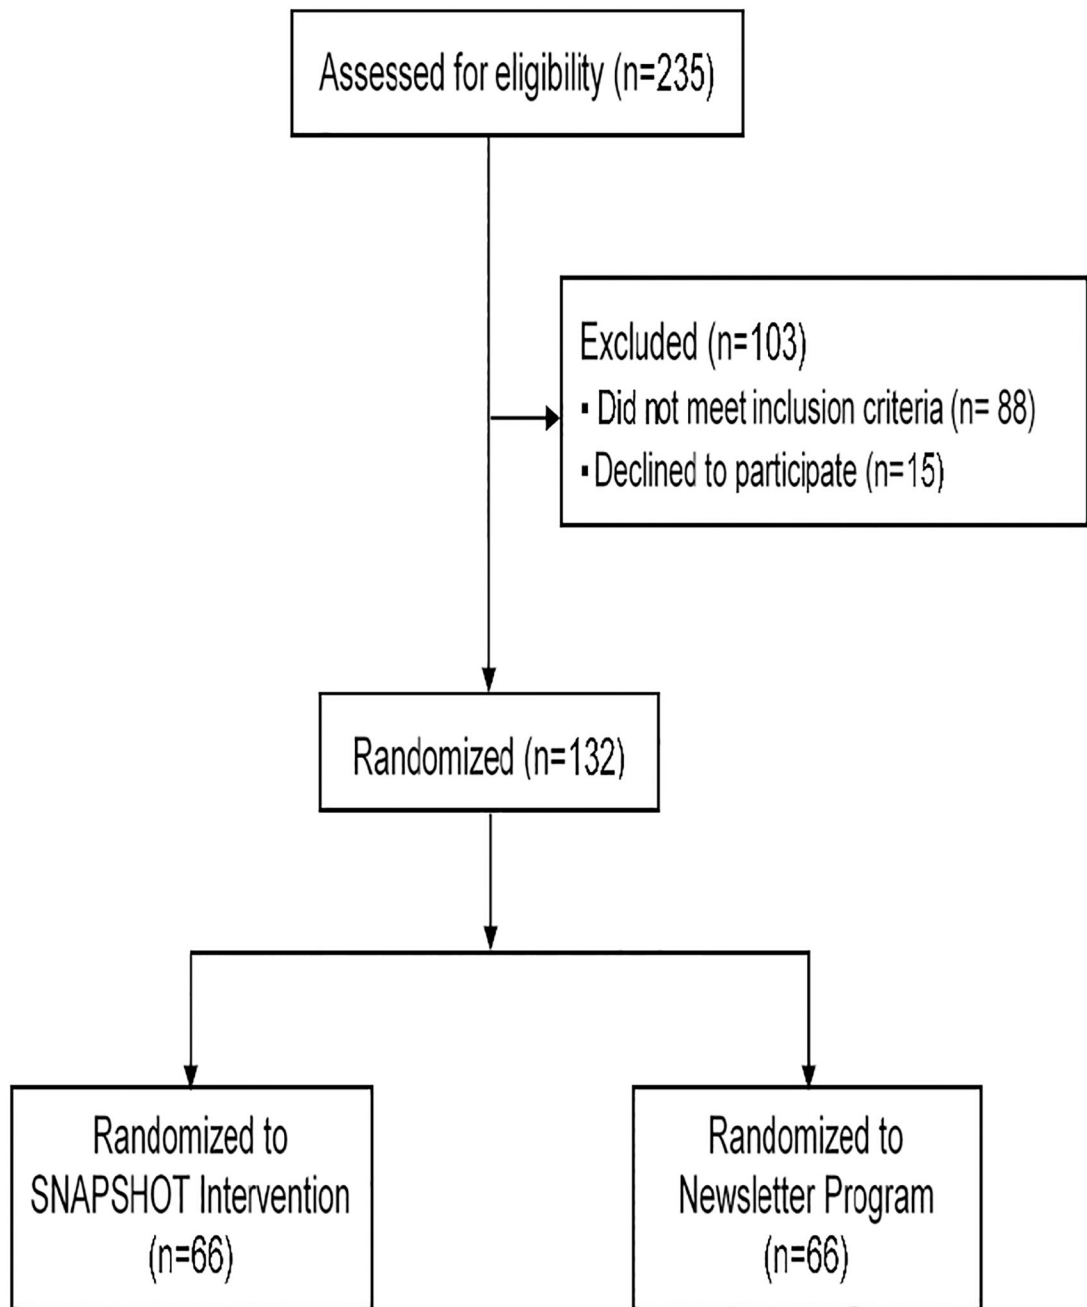 Assessed for eligibility (n=235)
Excluded (n=103)
▪ Did not meet inclusion criteria (n= 88)
▪ Declined to participate (n=15)
Randomized (n=132)
Randomized to
SNAPSHOT Intervention
(n=66)
Randomized to
Newsletter Program
(n=66)